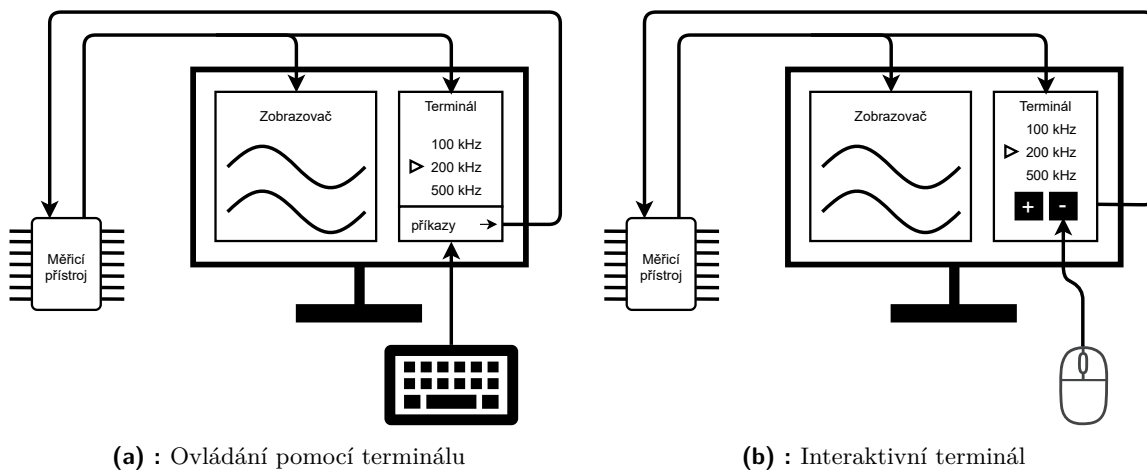 Zobrazovač
Terminál
100 kHz
200 kHz
500 kHz
příkazy
Měřicí
přístroj
(a) : Ovládání pomocí terminálu
Zobrazovač
Terminál
100 kHz
200 kHz
500 kHz
+ -
Měřicí
přístroj
(b) : Interaktivní terminál